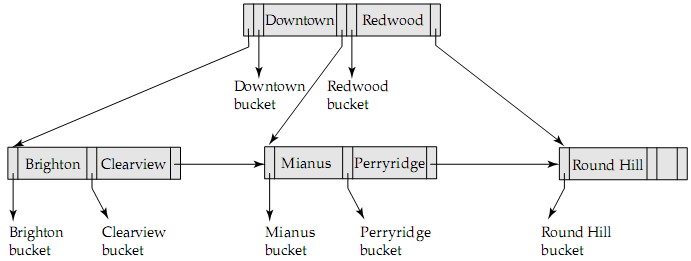 Downtown Redwood
Downtown Redwood
bucket bucket
Brighton Clearview Mianus Perryridge Round Hill
Brighton Clearview Mianus Perryridge Round Hill
bucket bucket bucket bucket bucket